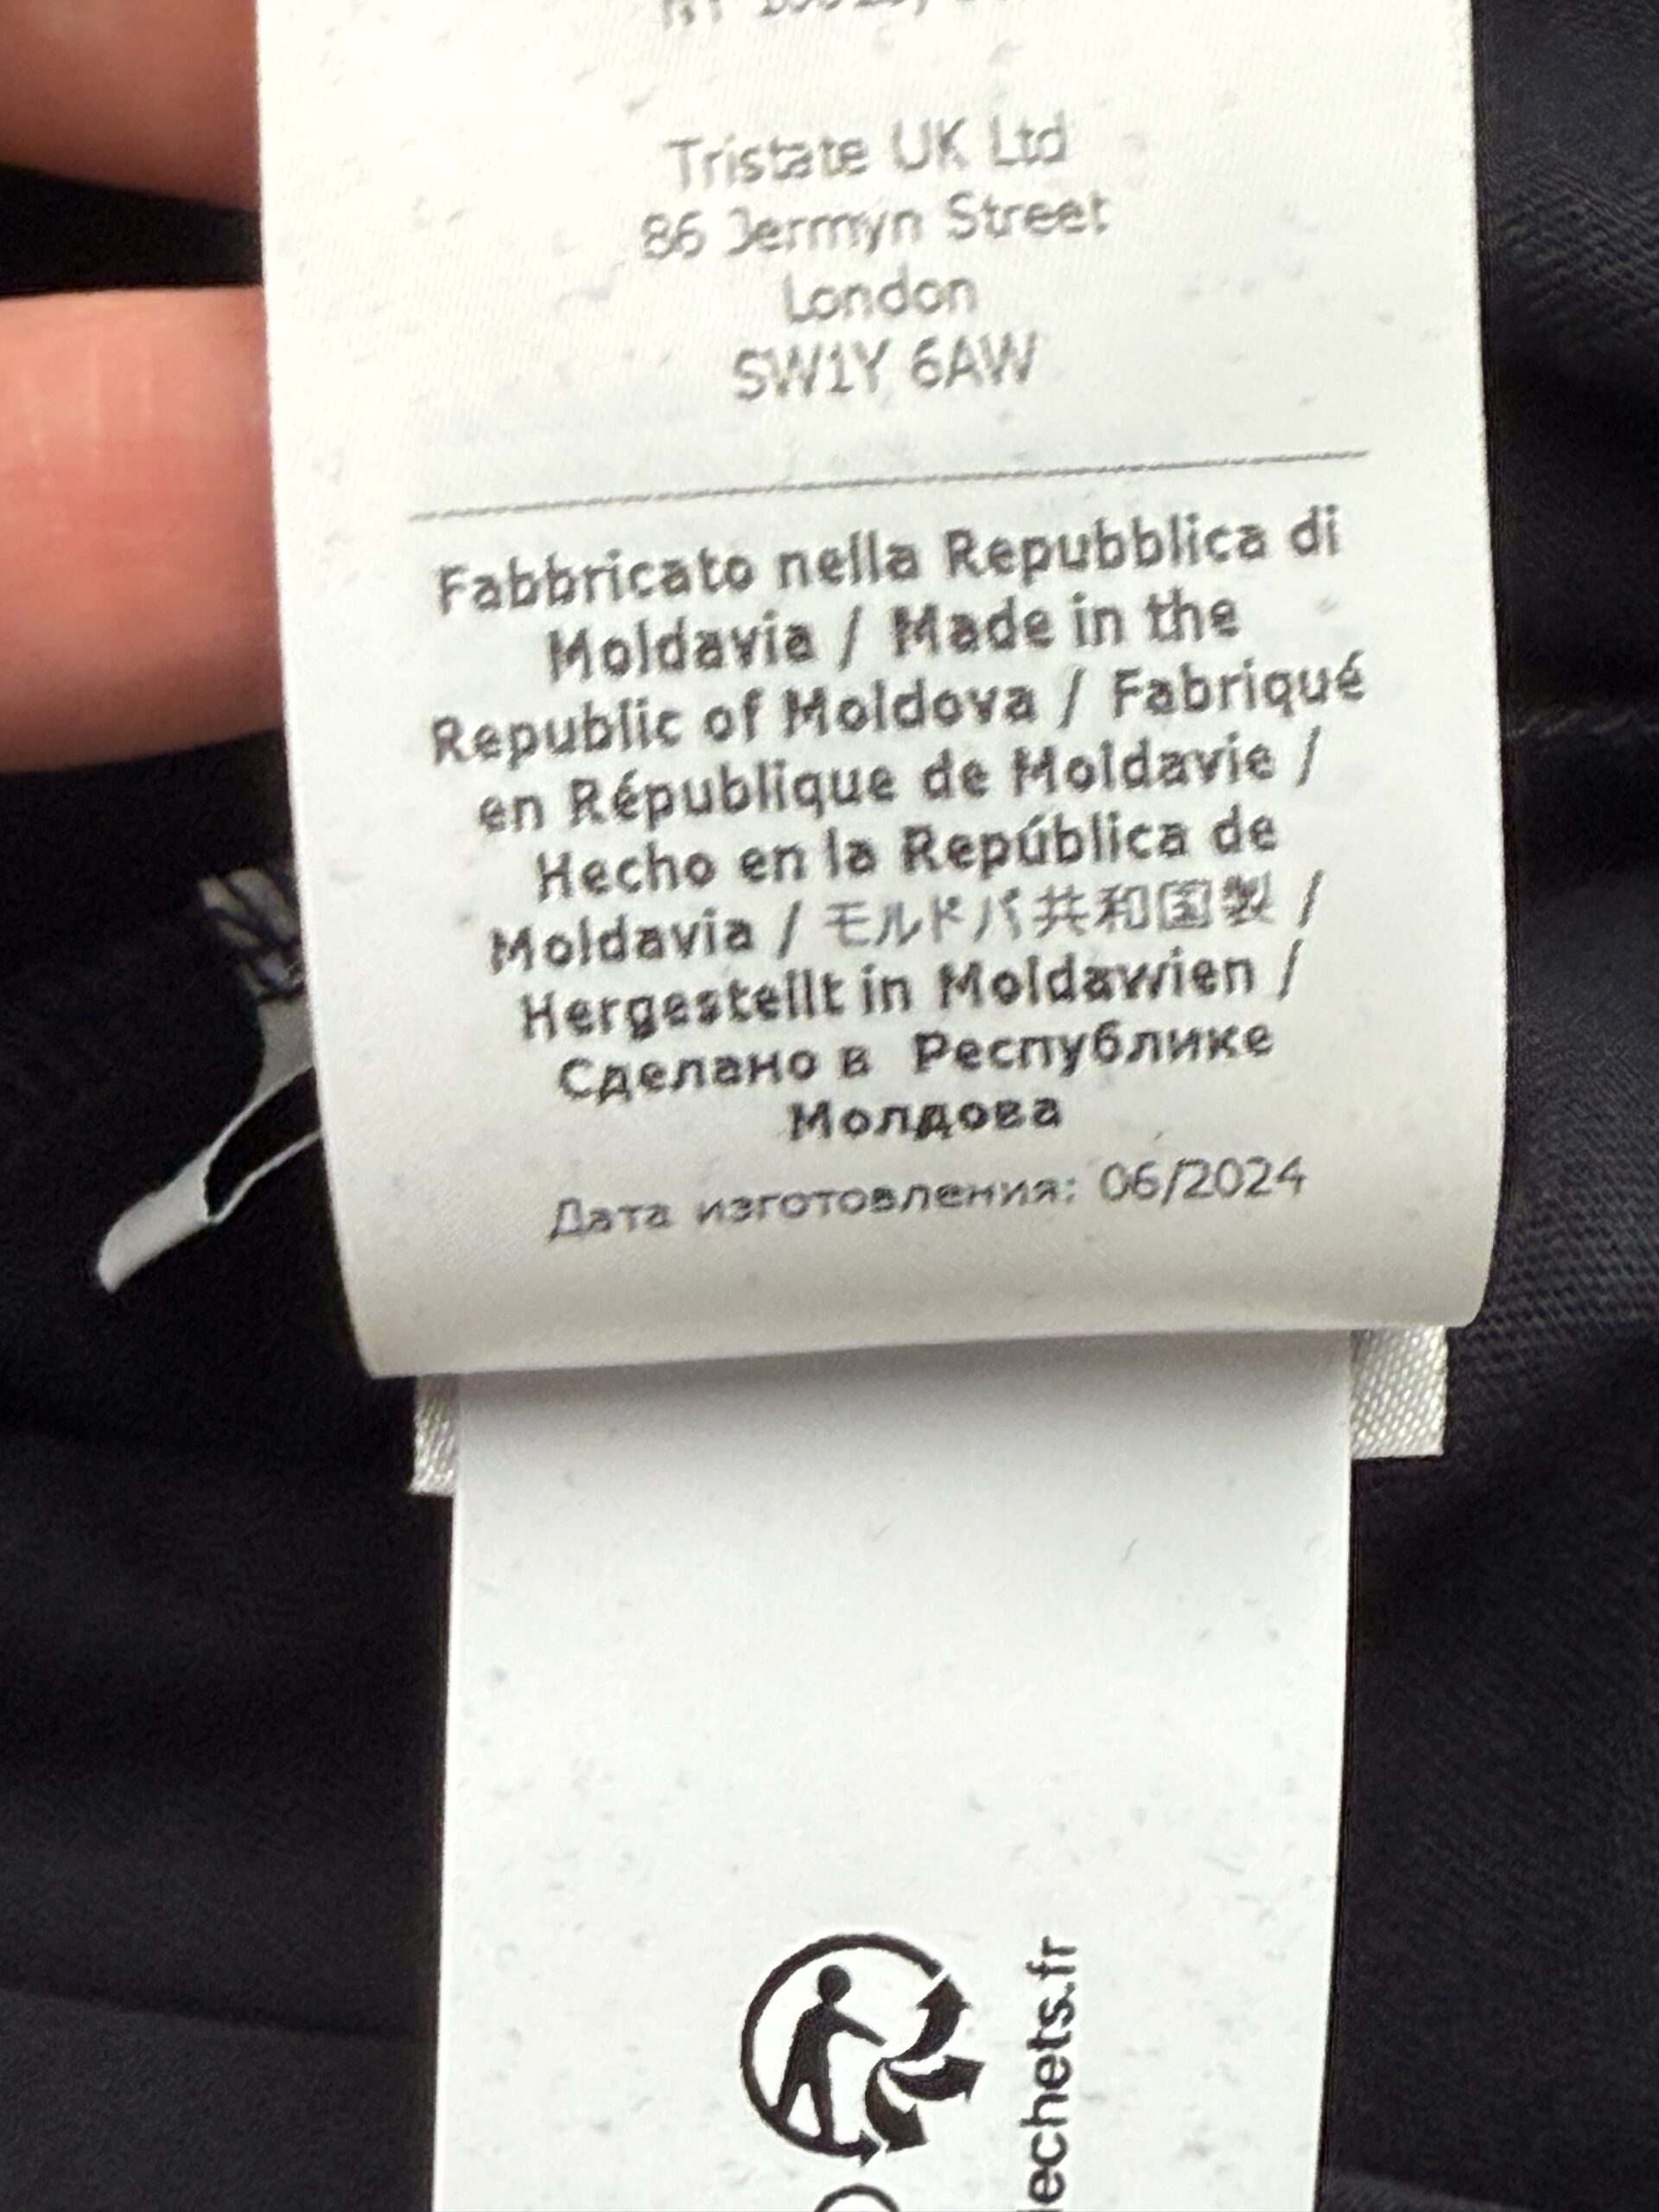 Tristate UK Ltd
86 Jermyn Street
London
SW1Y 6AW
Fabbricato nella Repubblica di
Moldavia / Made in the
Republic of Moldova / Fabriqué
en République de Moldavie /
Hecho en la República de
Moldavia / モルドバ共和国製 /
Hergestellt in Moldawien /
Сделано в Республике
Молдова
Дата изготовления: 06/2024
echets.fr